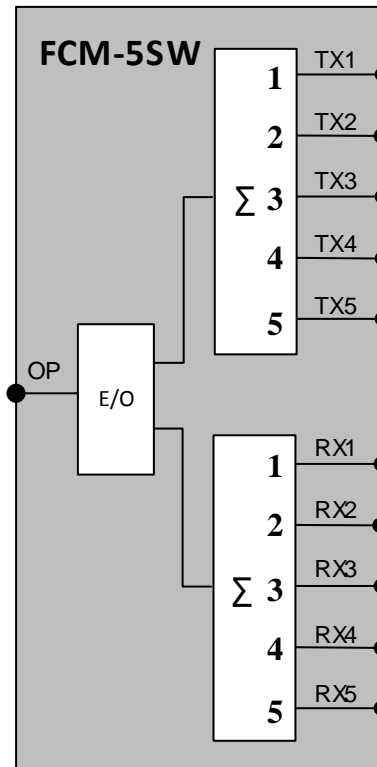 FCM-5SW
1 TX1
2 TX2
Σ 3 TX3
4 TX4
5 TX5
OP
E/O
1 RX1
2 RX2
Σ 3 RX3
4 RX4
5 RX5